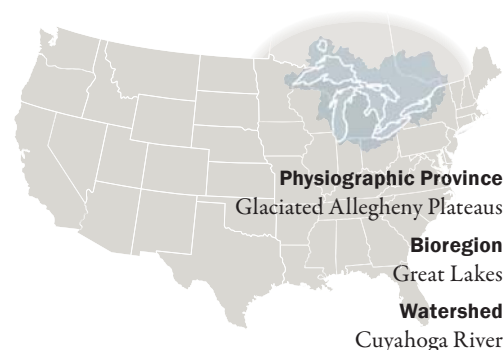 Physiographic Province
Glaciated Allegheny Plateaus
Bioregion
Great Lakes
Watershed
Cuyahoga River